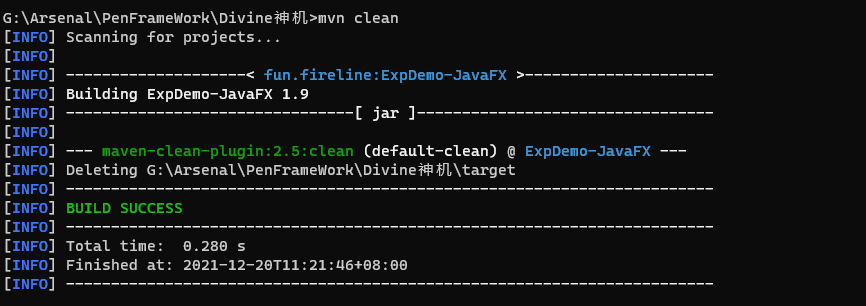 G:\Arsenal\PenFrameWork\Divine神机>mvn clean
[INFO] Scanning for projects...
[INFO]
[INFO] --------------------< fun.fireline:ExpDemo-JavaFX >---------------------
[INFO] Building ExpDemo-JavaFX 1.9
[INFO] --------------------------------[ jar ]---------------------------------
[INFO]
[INFO] --- maven-clean-plugin:2.5:clean (default-clean) @ ExpDemo-JavaFX ---
[INFO] Deleting G:\Arsenal\PenFrameWork\Divine神机\target
[INFO] ------------------------------------------------------------------------
[INFO] BUILD SUCCESS
[INFO] ------------------------------------------------------------------------
[INFO] Total time:  0.280 s
[INFO] Finished at: 2021-12-20T11:21:46+08:00
[INFO] ------------------------------------------------------------------------